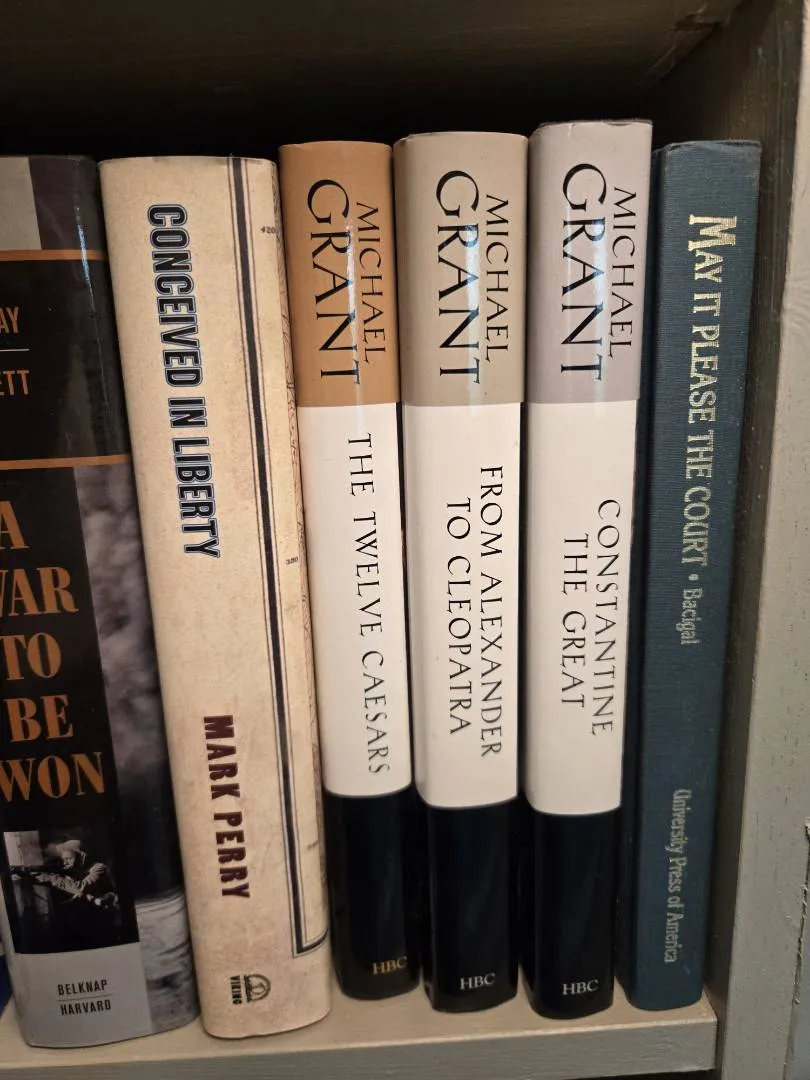 AY
ETT
A
WAR
TO
BE
WON
BELKNAP
HARVARD
CONCEIVED IN LIBERTY
MARK PERRY
VIKING
MICHAEL
GRANT
THE TWELVE CAESARS
HBC
MICHAEL
GRANT
FROM ALEXANDER
TO CLEOPATRA
HBC
MICHAEL
GRANT
CONSTANTINE
THE GREAT
HBC
MAY IT PLEASE THE COURT • Bacigal
University Press of America